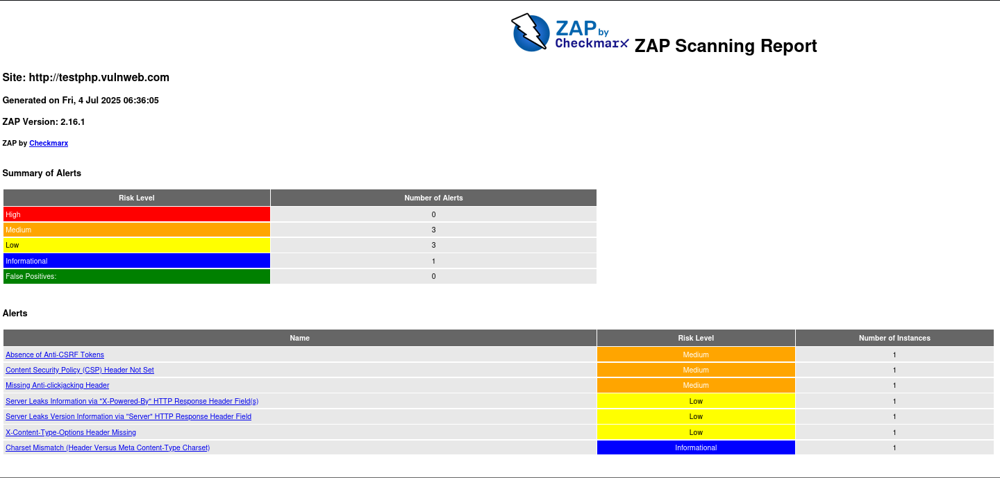 ZAP by
Checkmarx ZAP Scanning Report
Site: http://testphp.vulnweb.com
Generated on Fri, 4 Jul 2025 06:36:05
ZAP Version: 2.16.1
ZAP by Checkmarx
Summary of Alerts
Risk Level Number of Alerts
High 0
Medium 3
Low 3
Informational 1
False Positives: 0
Alerts
Name Risk Level Number of Instances
Absence of Anti-CSRF Tokens Medium 1
Content Security Policy (CSP) Header Not Set Medium 1
Missing Anti-clickjacking Header Medium 1
Server Leaks Information via "X-Powered-By" HTTP Response Header Field(s) Low 1
Server Leaks Version Information via "Server" HTTP Response Header Field Low 1
X-Content-Type-Options Header Missing Low 1
Charset Mismatch (Header Versus Meta Content-Type Charset) Informational 1